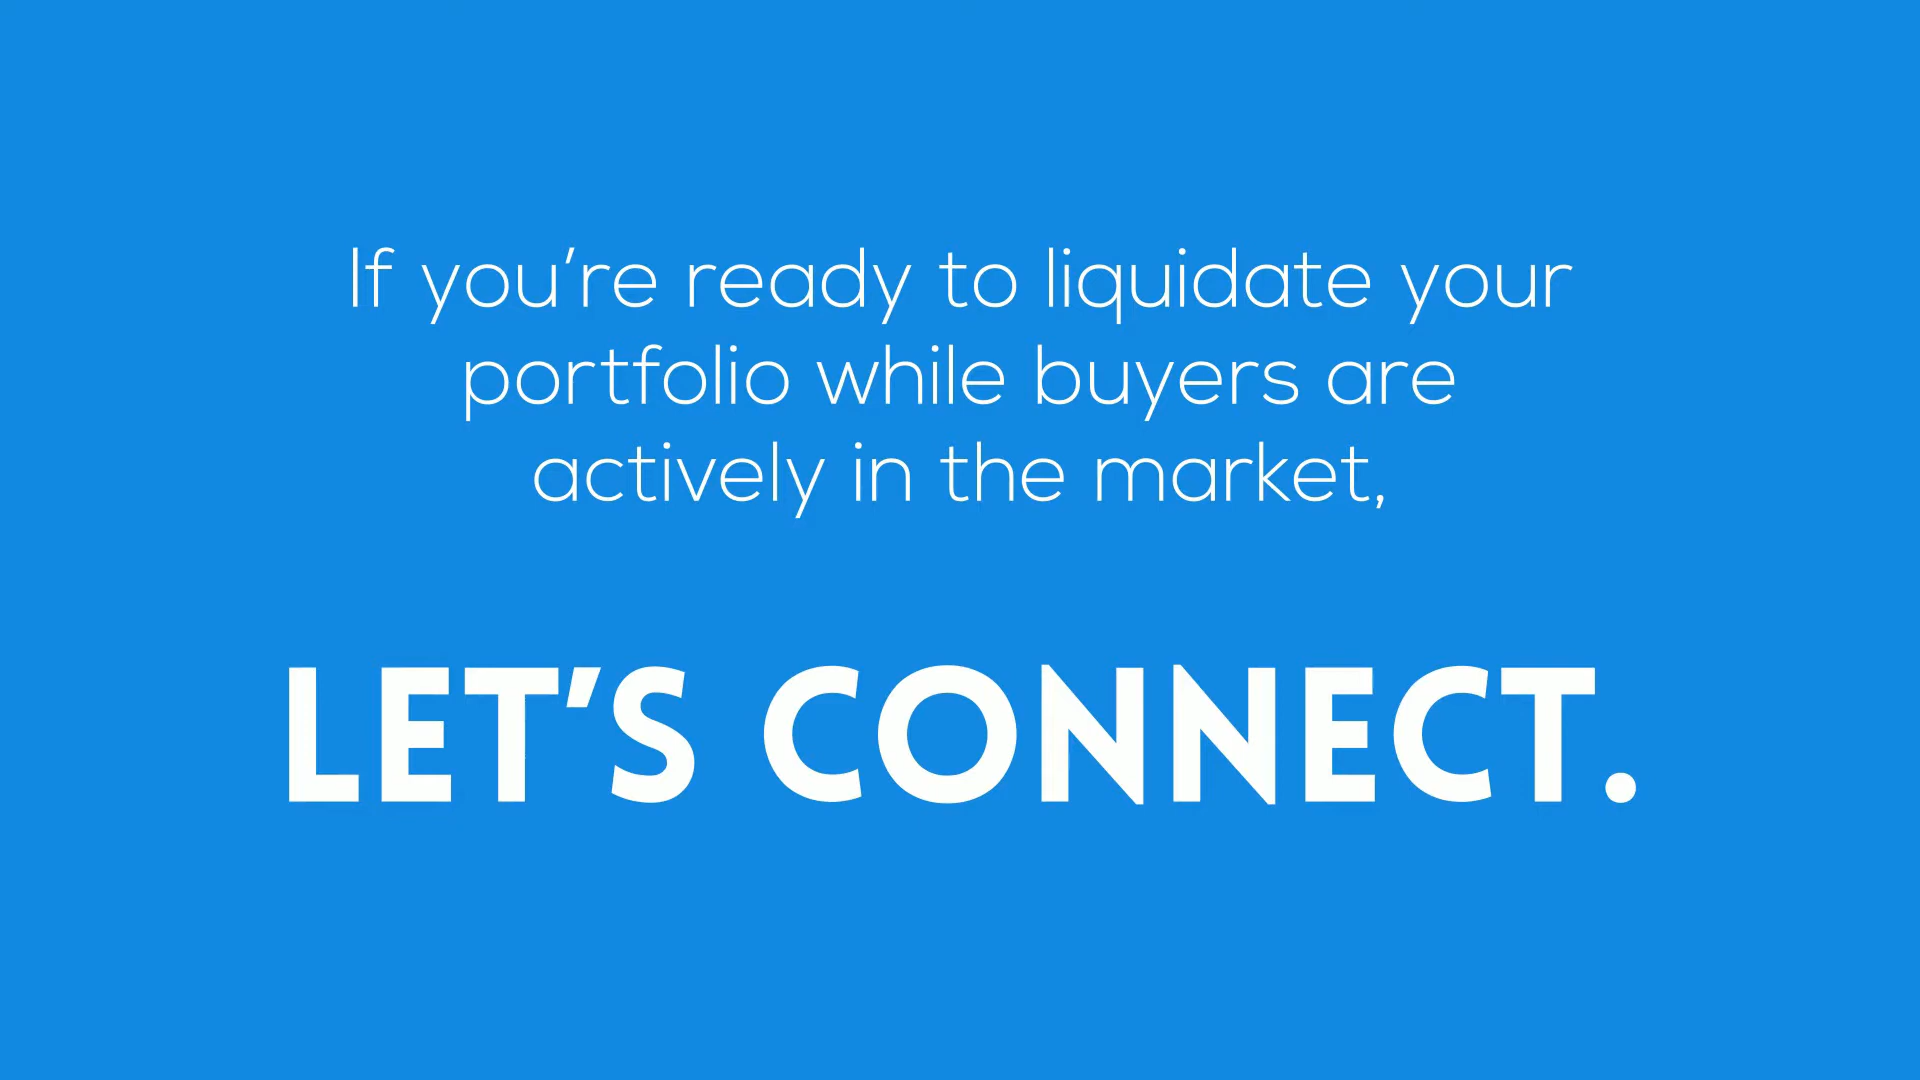 If you’re ready to liquidate your
portfolio while buyers are
actively in the market,
LET’S CONNECT.